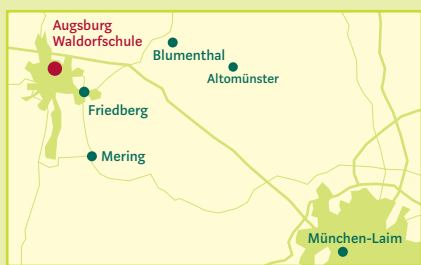 Augsburg
Waldorfschule
Blumenthal
Altomünster
Friedberg
Mering
München-Laim